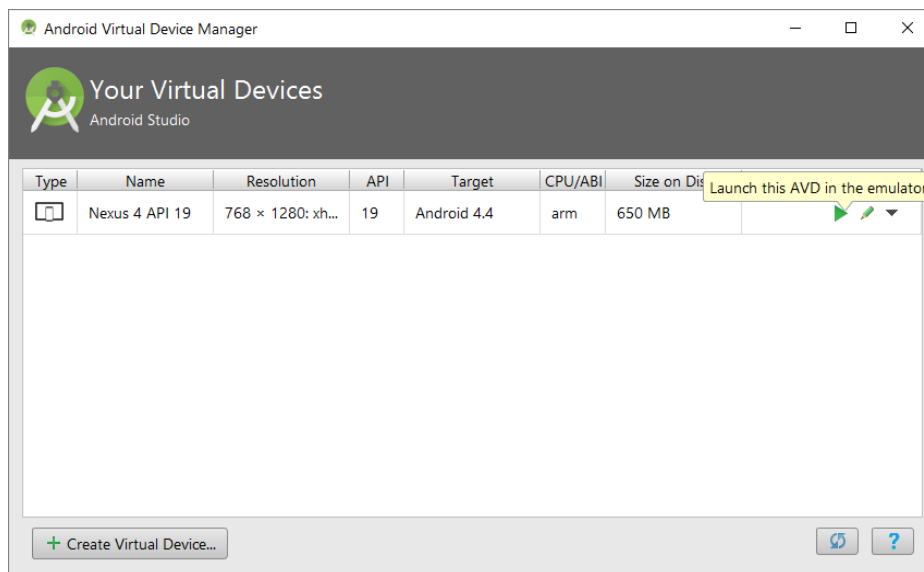 Android Virtual Device Manager
Your Virtual Devices
Android Studio
Type Name Resolution API Target CPU/ABI Size on Dis
Launch this AVD in the emulator
Nexus 4 API 19 768 × 1280: xh... 19 Android 4.4 arm 650 MB
+ Create Virtual Device...
?